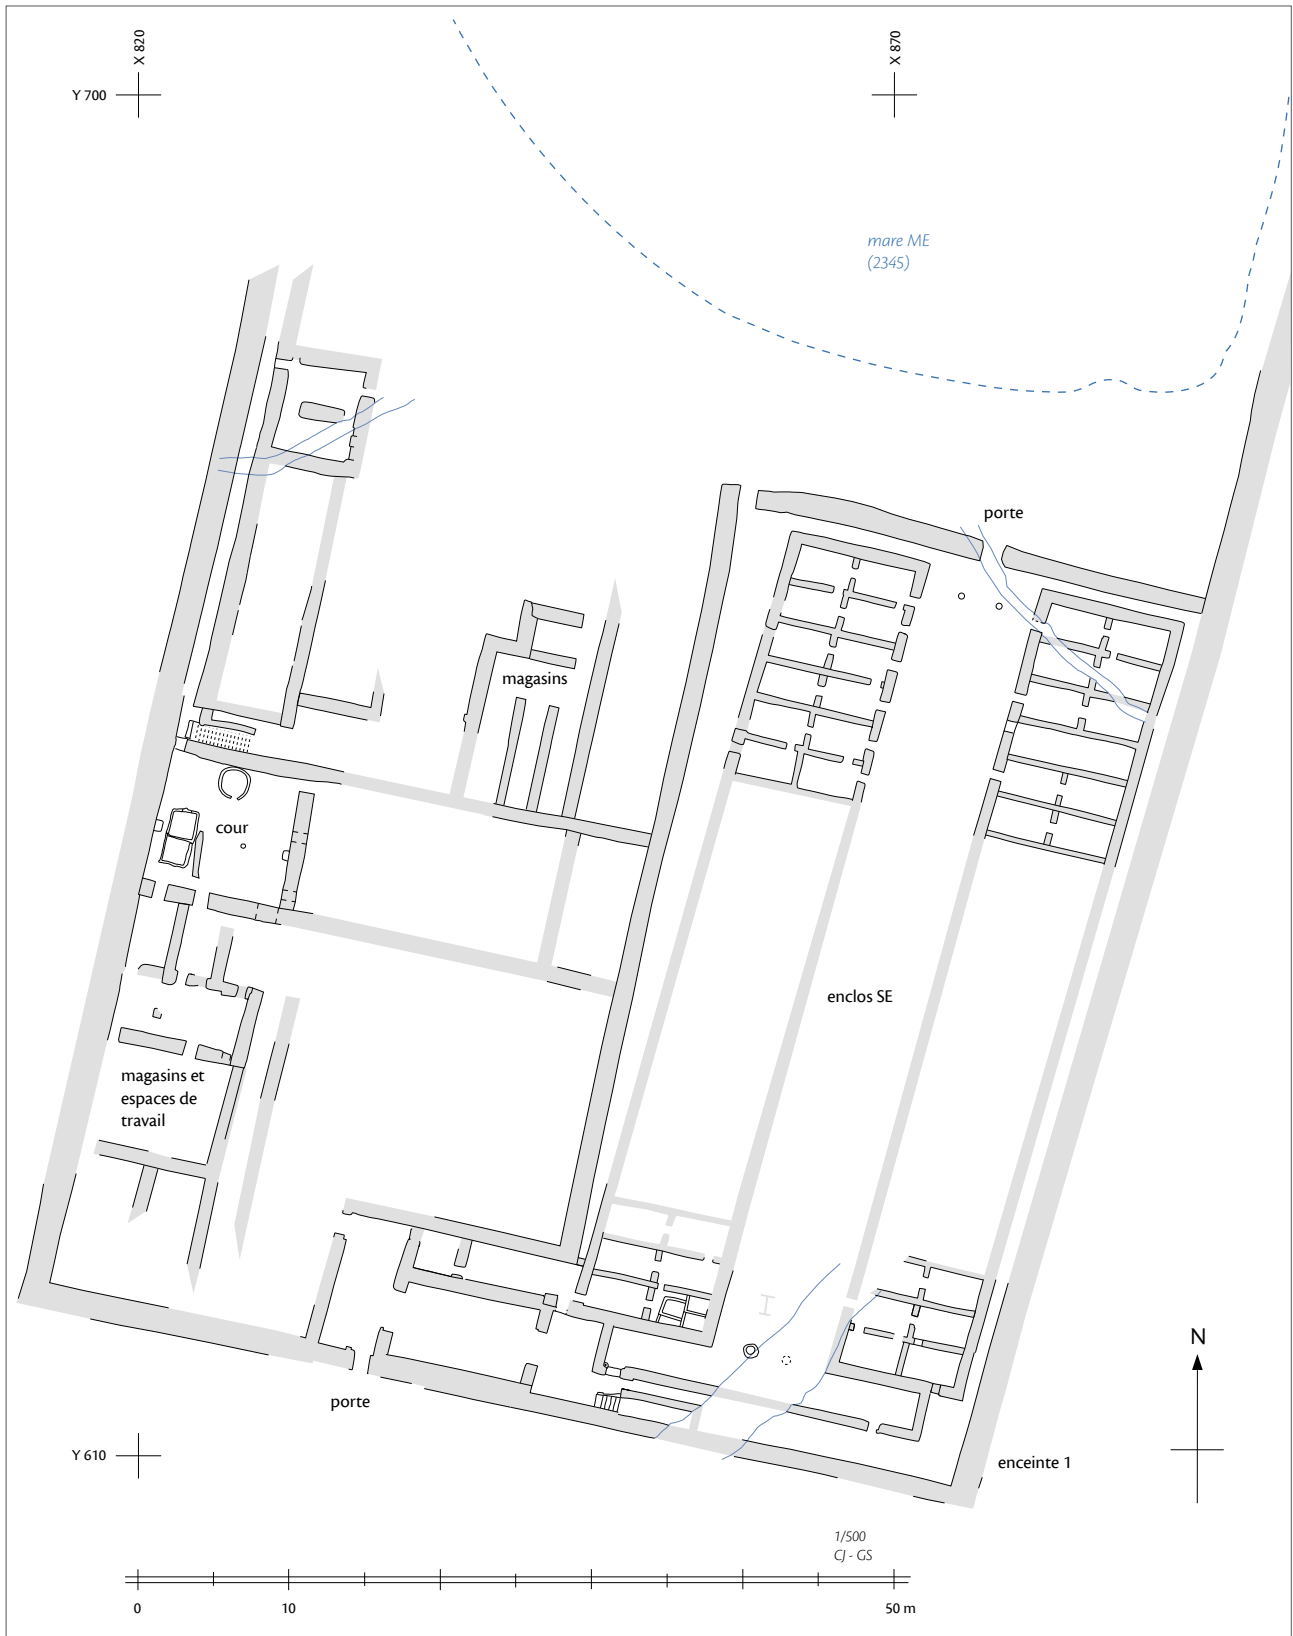 X 820
X 870
Y 700
mare ME
(2345)
porte
magasins
cour
enclos SE
magasins et
espaces de
travail
N
porte
Y 610
enceinte 1
1/500
CJ - GS
0
10
50 m